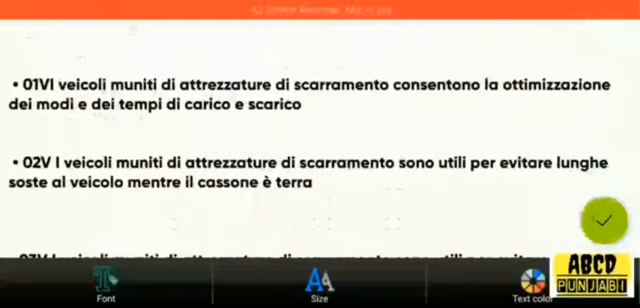 • 01VI veicoli muniti di attrezzature di scarramento consentono la ottimizzazione
dei modi e dei tempi di carico e scarico
• 02V I veicoli muniti di attrezzature di scarramento sono utili per evitare lunghe
soste al veicolo mentre il cassone è terra
Font
Size
Text color
ABCD
PUNJABI